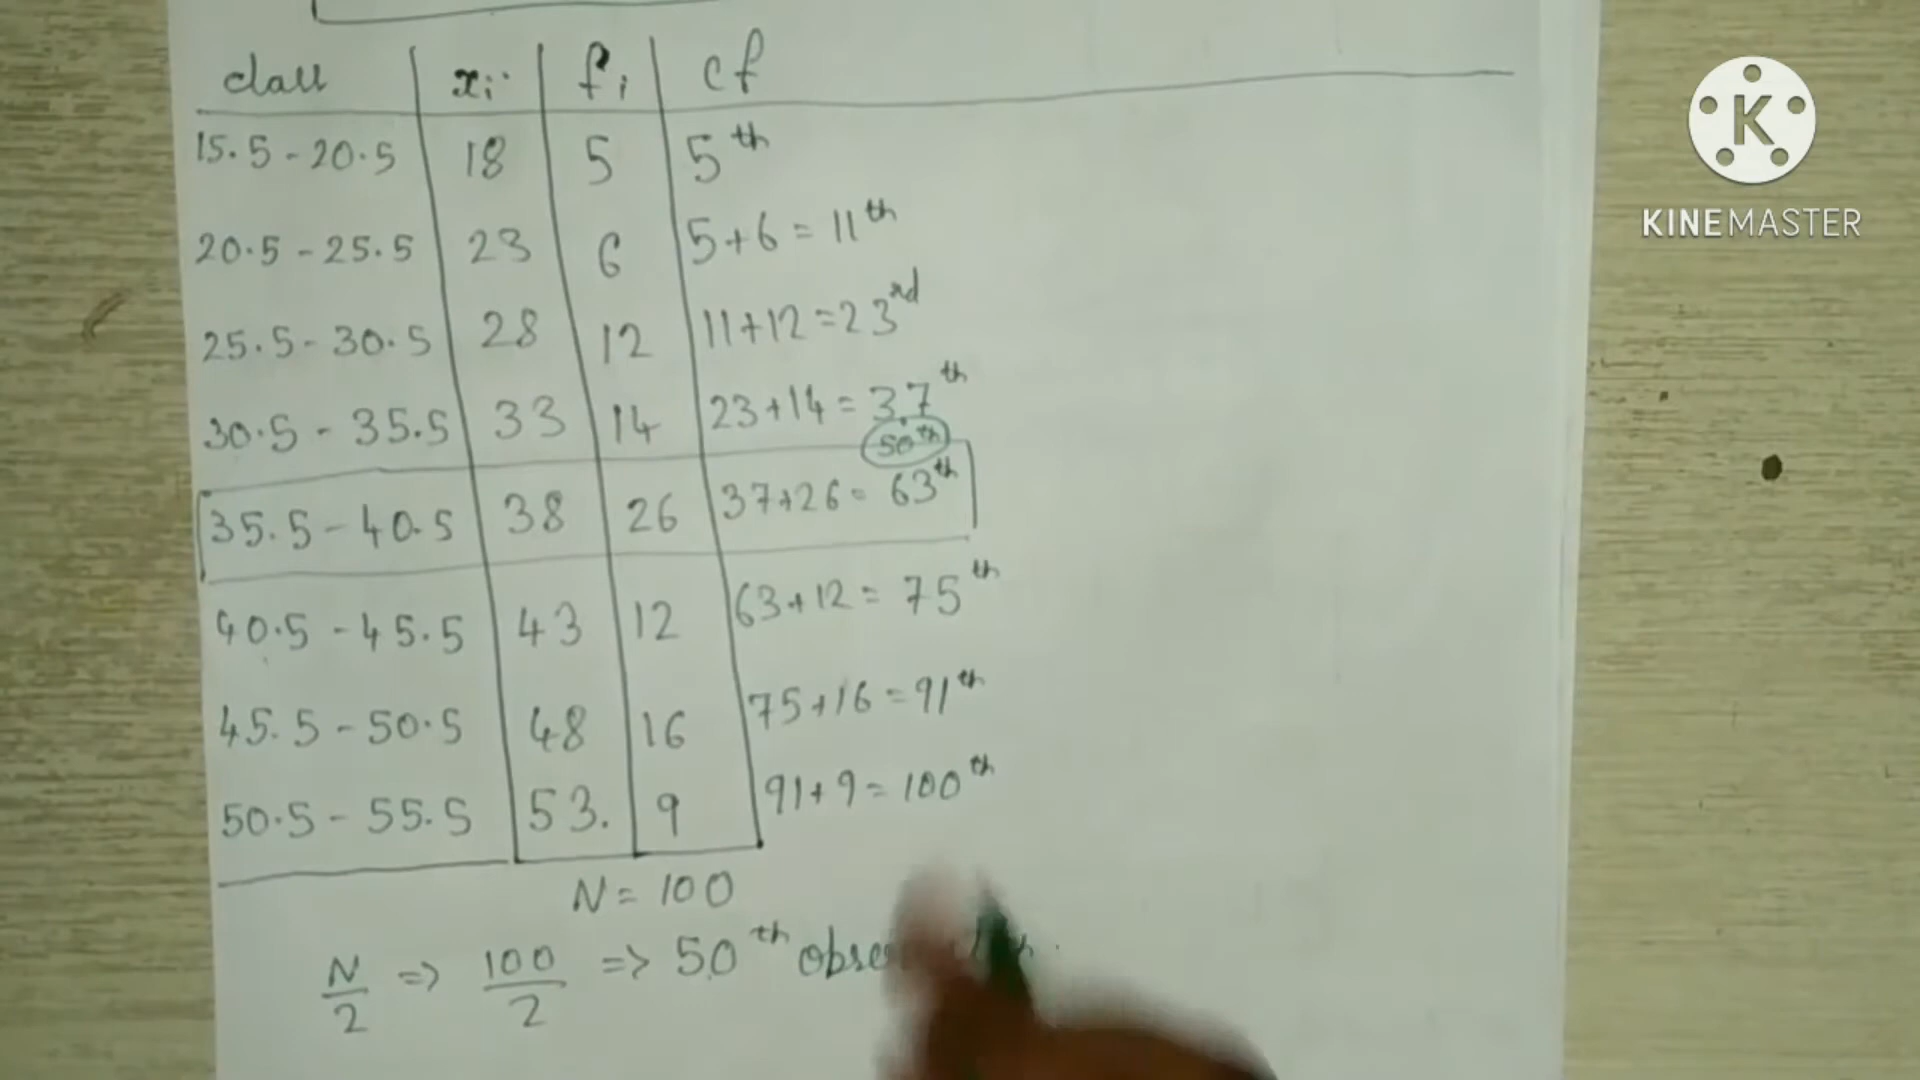 class xi fi cf
15.5 - 20.5 18 5 5th
20.5 - 25.5 23 6 5+6 = 11th
25.5 - 30.5 28 12 11+12 = 23rd
30.5 - 35.5 33 14 23+14 = 37th
50th
35.5 - 40.5 38 26 37+26 = 63th
40.5 - 45.5 43 12 63+12 = 75th
45.5 - 50.5 48 16 75+16 = 91th
50.5 - 55.5 53. 9 91+9 = 100th
N = 100
N/2 => 100/2 => 50th
K
KINEMASTER